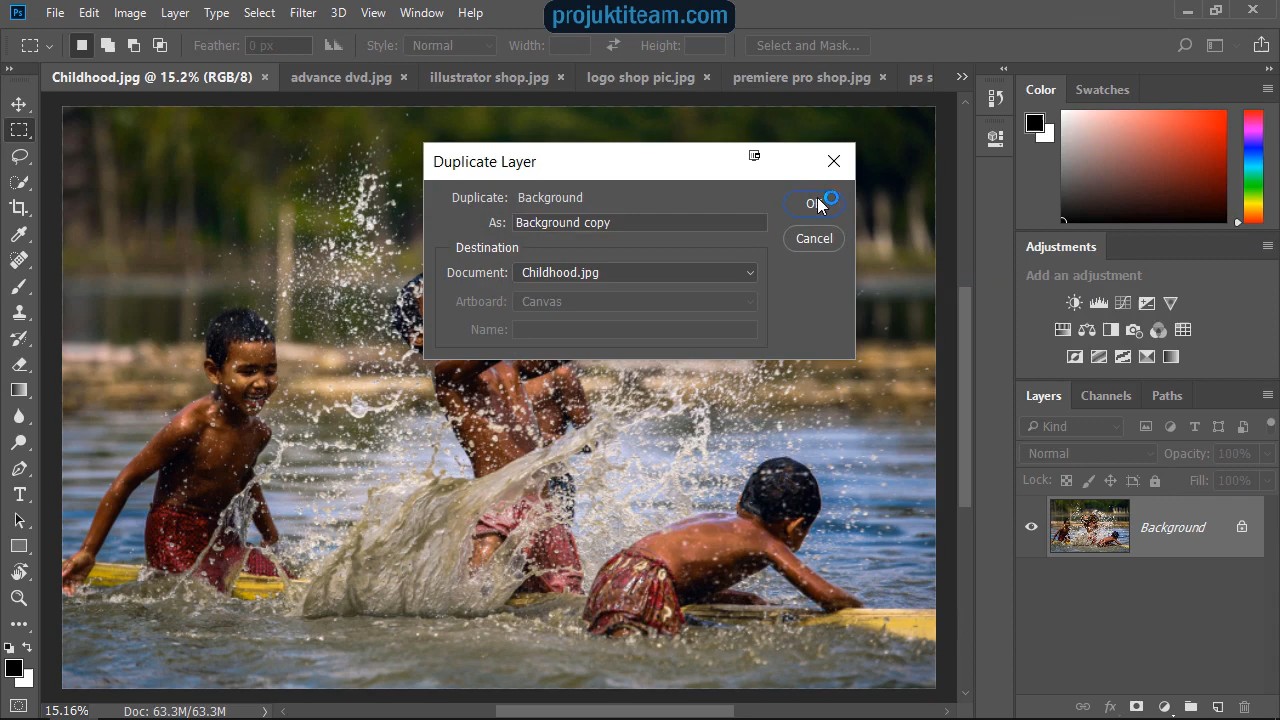 Ps File Edit Image Layer Type Select Filter 3D View Window Help
projuktiteam.com
Feather: 0 px Style: Normal Width: Height: Select and Mask...
Childhood.jpg @ 15.2% (RGB/8) × advance dvd.jpg × illustrator shop.jpg × logo shop pic.jpg × premiere pro shop.jpg × ps s
Color Swatches
Duplicate Layer
Duplicate: Background
As: Background copy
Cancel
Destination
Document: Childhood.jpg
Artboard: Canvas
Name:
Adjustments
Add an adjustment
Layers Channels Paths
Kind
Normal Opacity: 100%
Lock: Fill: 100%
Background
15.16% Doc: 63.3M/63.3M
fx